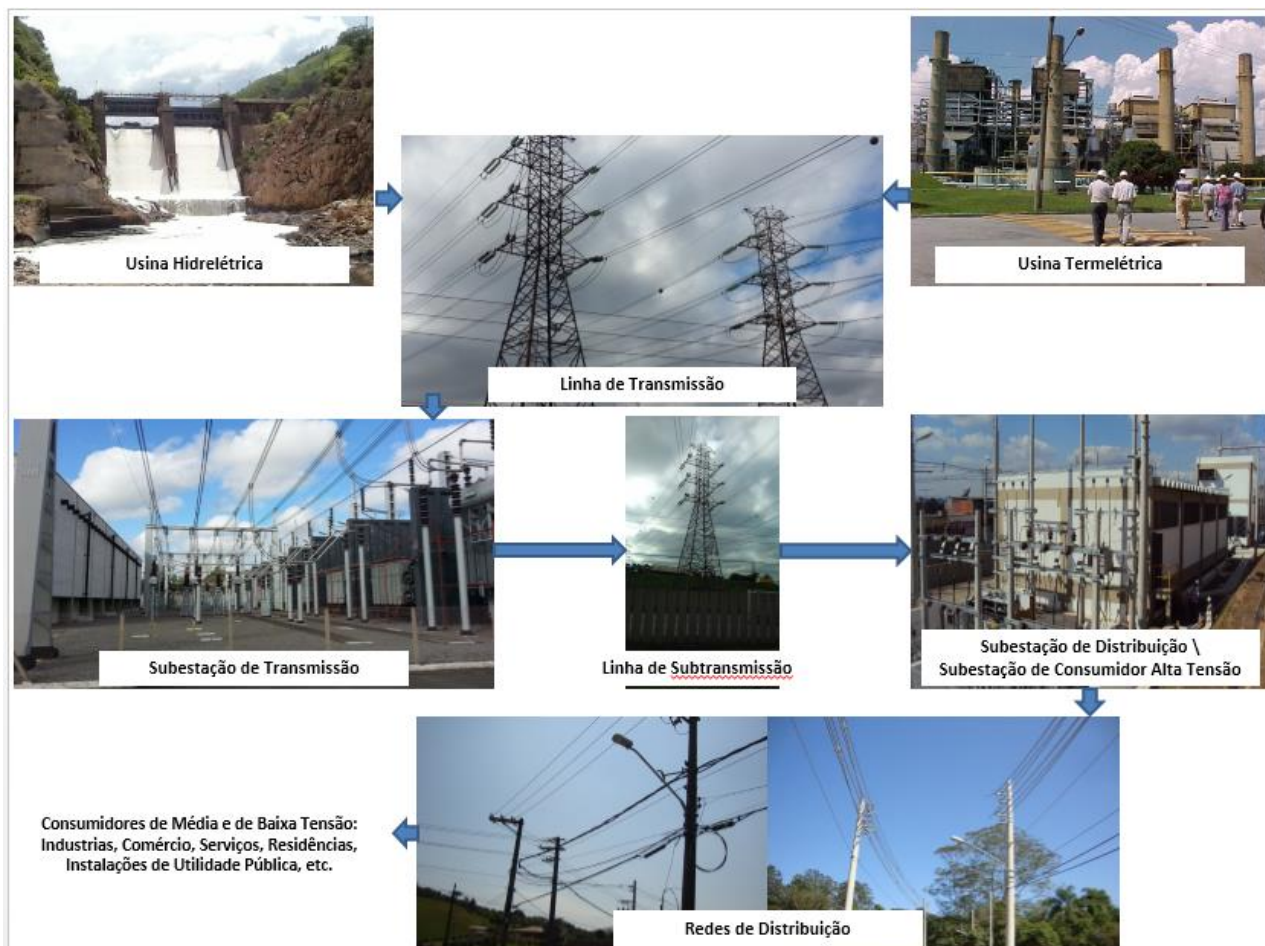 Usina Hidrelétrica
Usina Termelétrica
Linha de Transmissão
Subestação de Transmissão
Linha de Subtransmissão
Subestação de Distribuição \
Subestação de Consumidor Alta Tensão
Consumidores de Média e de Baixa Tensão:
Industrias, Comércio, Serviços, Residências,
Instalações de Utilidade Pública, etc.
Redes de Distribuição